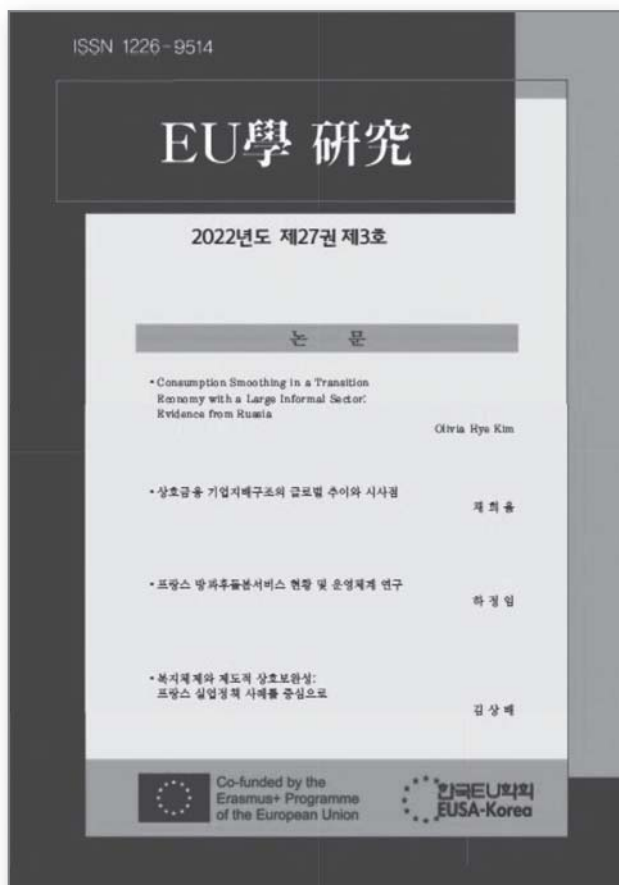 ISSN 1226-9514
EU學 研究
2022년도 제27권 제3호
논 문
• Consumption Smoothing in a Transition
Economy with a Large Informal Sector:
Evidence from Russia
Olivia Hye Kim
• 상호금융 기업지배구조의 글로벌 추이와 시사점
채 희 율
• 프랑스 방과후돌봄서비스 현황 및 운영체계 연구
하 정 임
• 복지체제와 제도적 상호보완성:
프랑스 실업정책 사례를 중심으로
김 상 배
Co-funded by the
Erasmus+ Programme
of the European Union
한국EU학회
EUSA-Korea